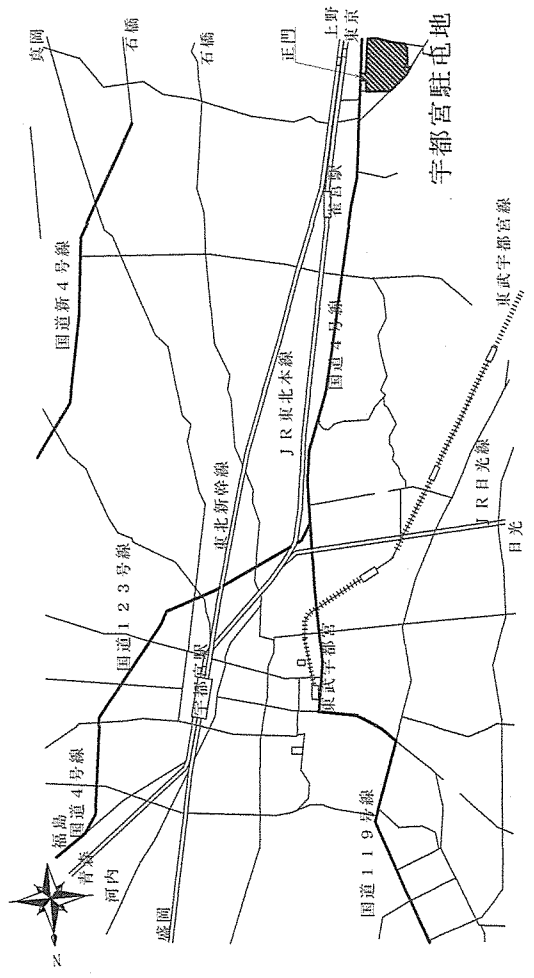 真岡
石橋
石橋
正門
上野
東京
宇都宮駐屯地
雀宮駅
国道新4号線
国道4号線
東武宇都宮線
JR東北本線
東北新幹線
JR日光線
日光
国道123号線
宇都宮駅
東武宇都宮
国道4号線
福島
青森
河内
盛岡
国道119号線
N